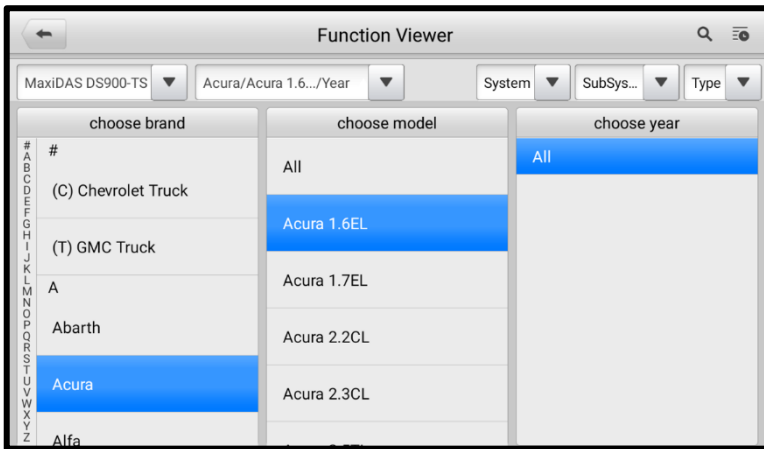 Function Viewer
MaxiDAS DS900-TS
Acura/Acura 1.6.../Year
System
SubSys...
Type
choose brand
#
A
B
C
D
E
F
G
H
I
J
K
L
M
N
O
P
Q
R
S
T
U
V
W
X
Y
Z
#
(C) Chevrolet Truck
(T) GMC Truck
A
Abarth
Acura
Alfa
choose model
All
Acura 1.6EL
Acura 1.7EL
Acura 2.2CL
Acura 2.3CL
choose year
All